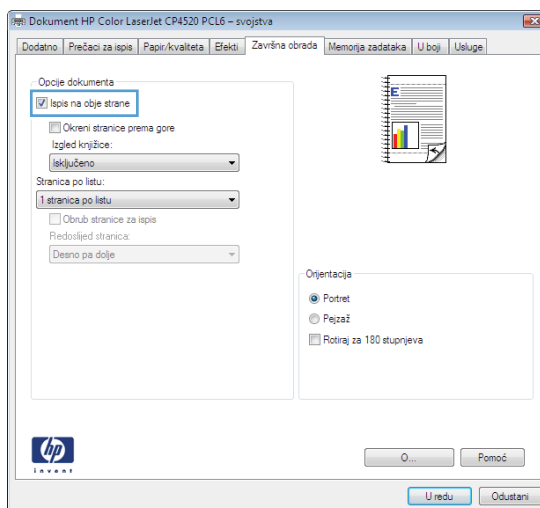 Dokument HP Color LaserJet CP4520 PCL6 – svojstva
Dodatno Prečaci za ispis Papir/kvaliteta Efekti Završna obrada Memorija zadataka U boji Usluge
Opcije dokumenta
Ispis na obje strane
Okreni stranice prema gore
Izgled knjižice:
Isključeno
Stranica po listu:
1 stranica po listu
Obrub stranice za ispis
Redoslijed stranica:
Desno pa dolje
E
Orijentacija
Portret
Pejzaž
Rotiraj za 180 stupnjeva
hp
invent
O...
Pomoć
U redu
Odustani